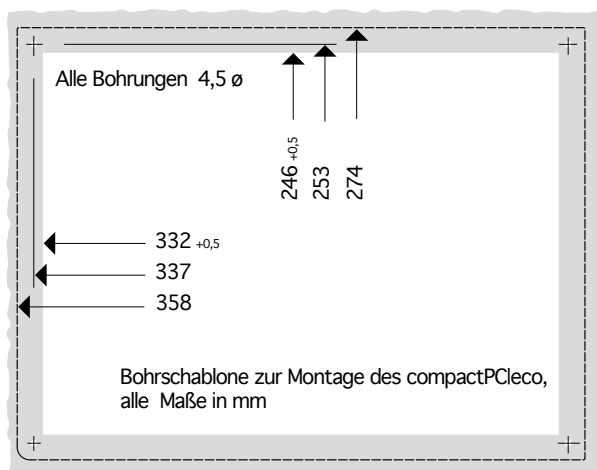 Alle Bohrungen 4,5 ø
246 +0,5
253
274
332 +0,5
337
358
Bohrschablone zur Montage des compactPCIeco,
alle Maße in mm